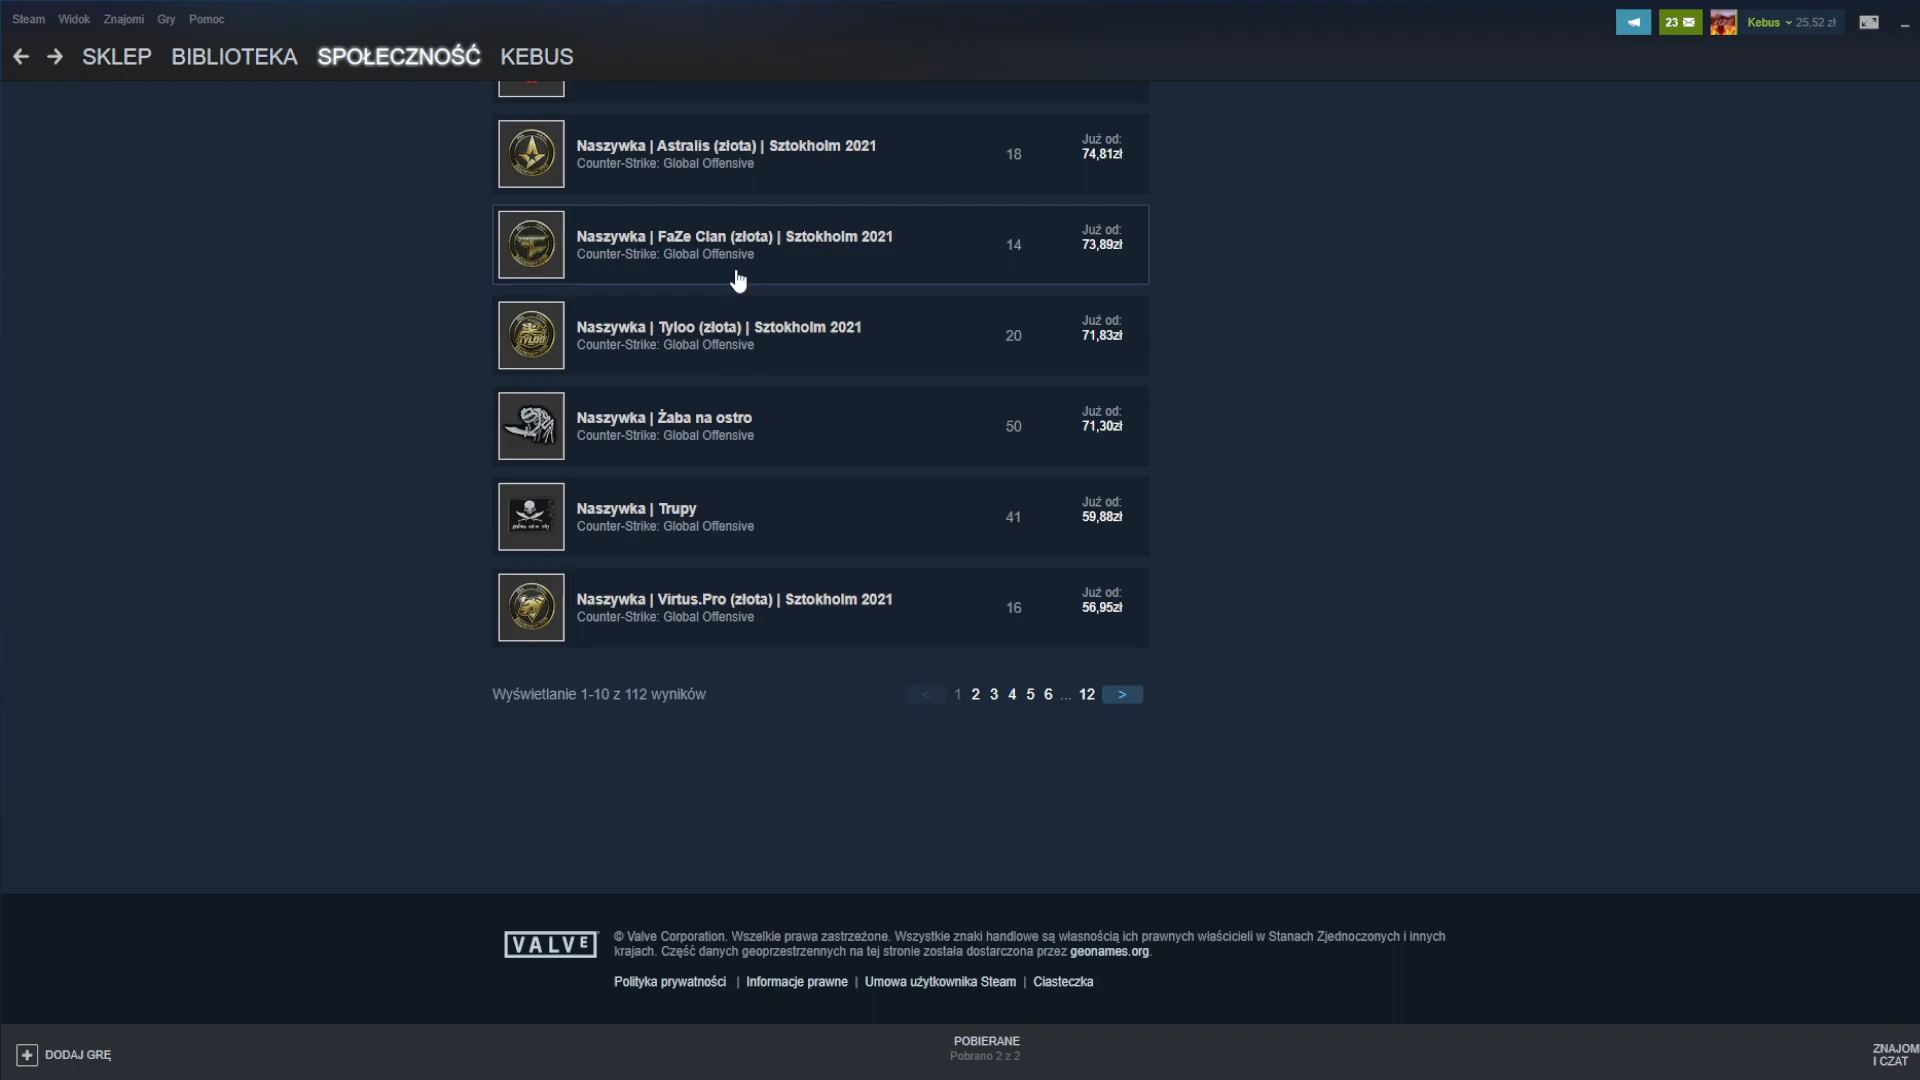 Steam Widok Znajomi Gry Pomoc
23 Kebus 25,52 zł
SKLEP BIBLIOTEKA SPOŁECZNOŚĆ KEBUS
Naszywka | Astralis (złota) | Sztokholm 2021
Counter-Strike: Global Offensive
18
Już od:
74,81zł
Naszywka | FaZe Clan (złota) | Sztokholm 2021
Counter-Strike: Global Offensive
14
Już od:
73,89zł
Naszywka | Tyloo (złota) | Sztokholm 2021
Counter-Strike: Global Offensive
20
Już od:
71,83zł
TYLOO
Naszywka | Żaba na ostro
Counter-Strike: Global Offensive
50
Już od:
71,30zł
Naszywka | Trupy
Counter-Strike: Global Offensive
41
Już od:
59,88zł
Naszywka | Virtus.Pro (złota) | Sztokholm 2021
Counter-Strike: Global Offensive
16
Już od:
56,95zł
Wyświetlanie 1-10 z 112 wyników
< 1 2 3 4 5 6 ... 12 >
VALVE
© Valve Corporation. Wszelkie prawa zastrzeżone. Wszystkie znaki handlowe są własnością ich prawnych właścicieli w Stanach Zjednoczonych i innych
krajach. Część danych geoprzestrzennych na tej stronie została dostarczona przez geonames.org.
Polityka prywatności | Informacje prawne | Umowa użytkownika Steam | Ciasteczka
DODAJ GRĘ
POBIERANE
Pobrano 2 z 2
ZNAJOM
I CZAT